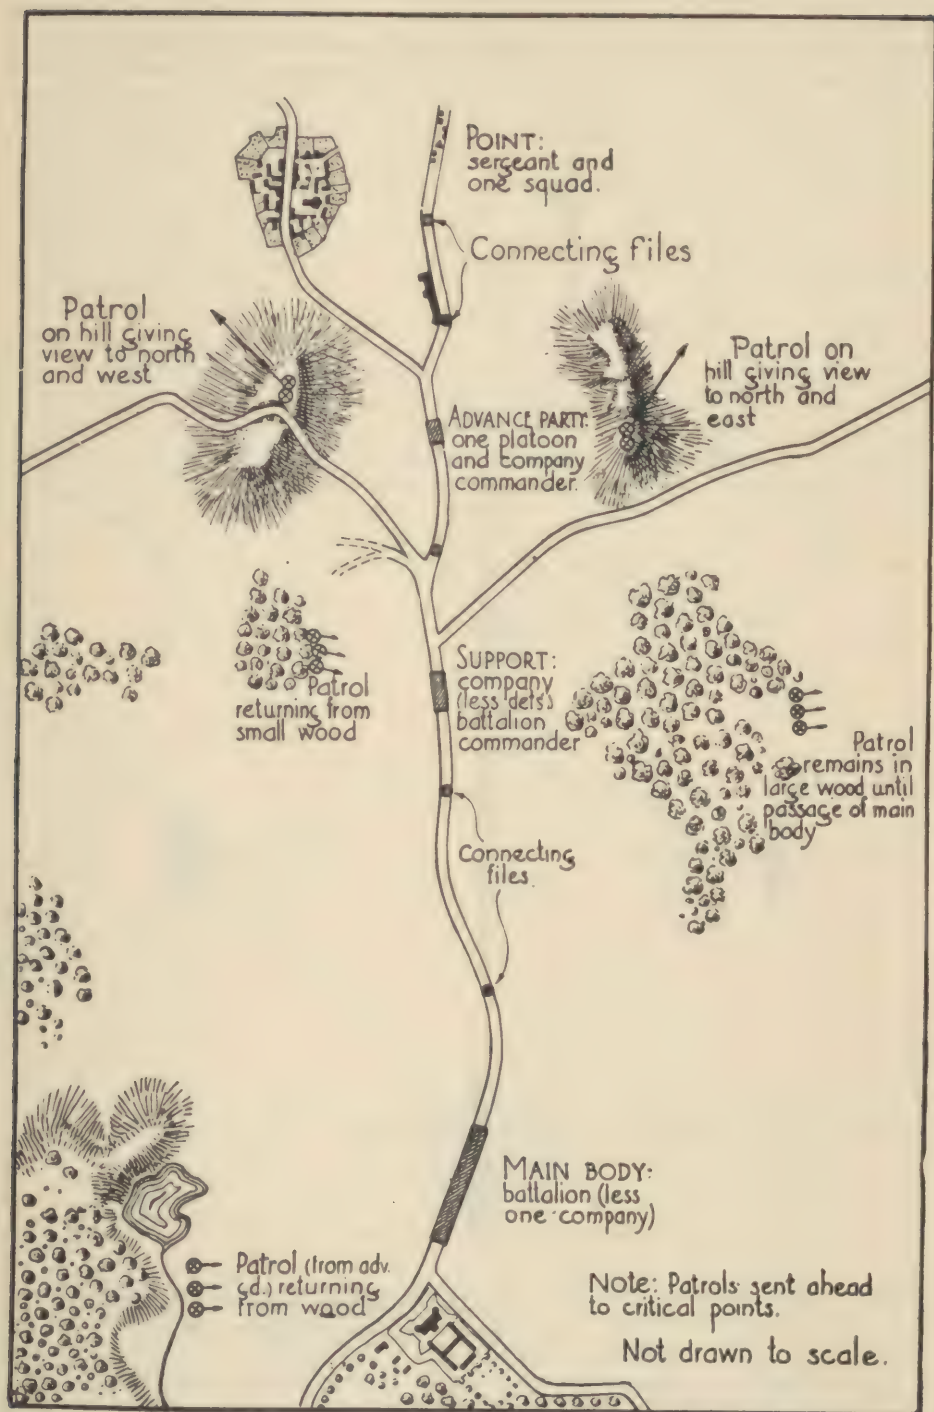 POINT:
sergeant and
one squad.
Connecting files
Patrol
on hill giving
view to north
and west
Patrol on
hill giving view
to north and
east
ADVANCE PARTY:
one platoon
and company
commander.
SUPPORT:
company
(less dets)
battalion
commander
Patrol
returning from
small wood
Patrol
remains in
large wood until
passage of main
body
Connecting
files.
MAIN BODY:
battalion (less
one company)
Patrol (from adv.
gd.) returning
from wood
Note: Patrols sent ahead
to critical points.
Not drawn to scale.